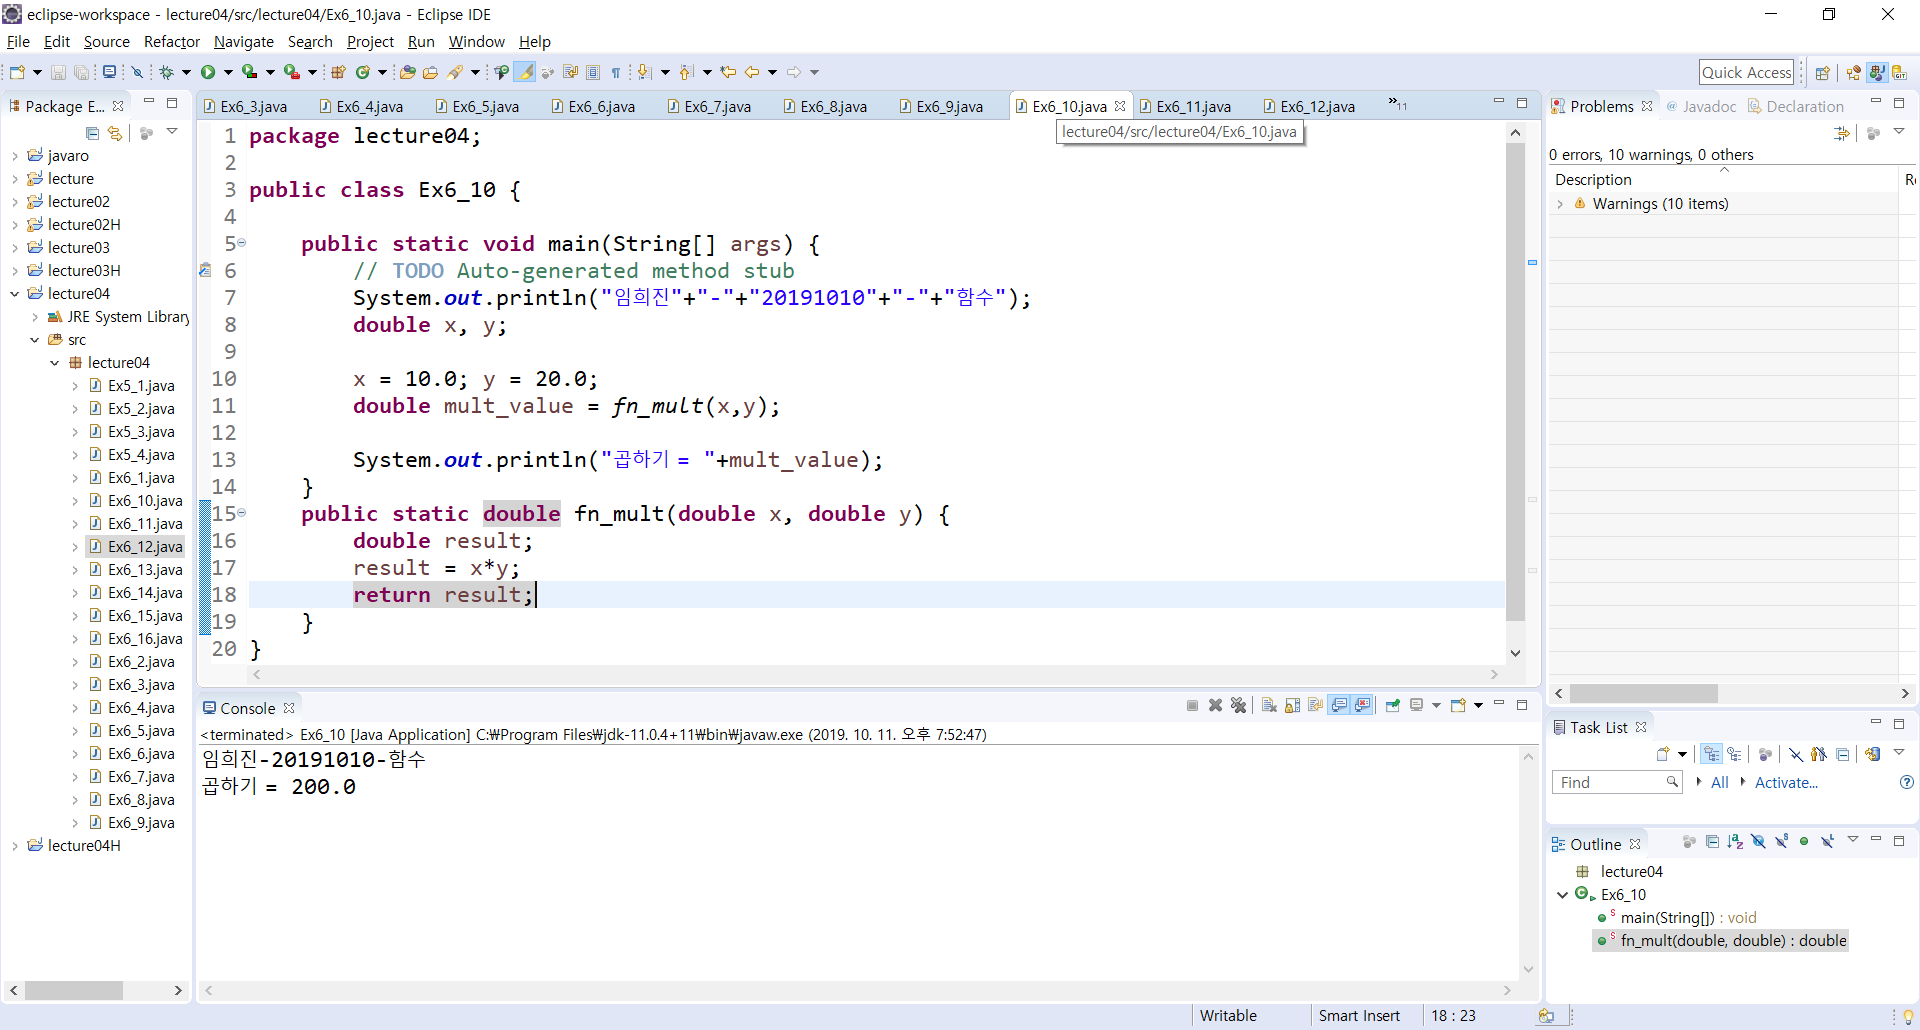 eclipse-workspace - lecture04/src/lecture04/Ex6_10.java - Eclipse IDE
File Edit Source Refactor Navigate Search Project Run Window Help
Quick Access
Package E...
javaro
lecture
lecture02
lecture02H
lecture03
lecture03H
lecture04
JRE System Library
src
lecture04
Ex5_1.java
Ex5_2.java
Ex5_3.java
Ex5_4.java
Ex6_1.java
Ex6_10.java
Ex6_11.java
Ex6_12.java
Ex6_13.java
Ex6_14.java
Ex6_15.java
Ex6_16.java
Ex6_2.java
Ex6_3.java
Ex6_4.java
Ex6_5.java
Ex6_6.java
Ex6_7.java
Ex6_8.java
Ex6_9.java
lecture04H
Ex6_3.java Ex6_4.java Ex6_5.java Ex6_6.java Ex6_7.java Ex6_8.java Ex6_9.java Ex6_10.java Ex6_11.java Ex6_12.java »11
lecture04/src/lecture04/Ex6_10.java
1 package lecture04;
2
3 public class Ex6_10 {
4
5 public static void main(String[] args) {
6 // TODO Auto-generated method stub
7 System.out.println("임희진"+"-"+"20191010"+"-"+"함수");
8 double x, y;
9
10 x = 10.0; y = 20.0;
11 double mult_value = fn_mult(x,y);
12
13 System.out.println("곱하기 = "+mult_value);
14 }
15 public static double fn_mult(double x, double y) {
16 double result;
17 result = x*y;
18 return result;
19 }
20 }
Console
<terminated> Ex6_10 [Java Application] C:₩Program Files₩jdk-11.0.4+11₩bin₩javaw.exe (2019. 10. 11. 오후 7:52:47)
임희진-20191010-함수
곱하기 = 200.0
Problems Javadoc Declaration
0 errors, 10 warnings, 0 others
Description
Warnings (10 items)
Task List
Find All Activate...
Outline
lecture04
Ex6_10
main(String[]) : void
fn_mult(double, double) : double
Writable Smart Insert 18 : 23